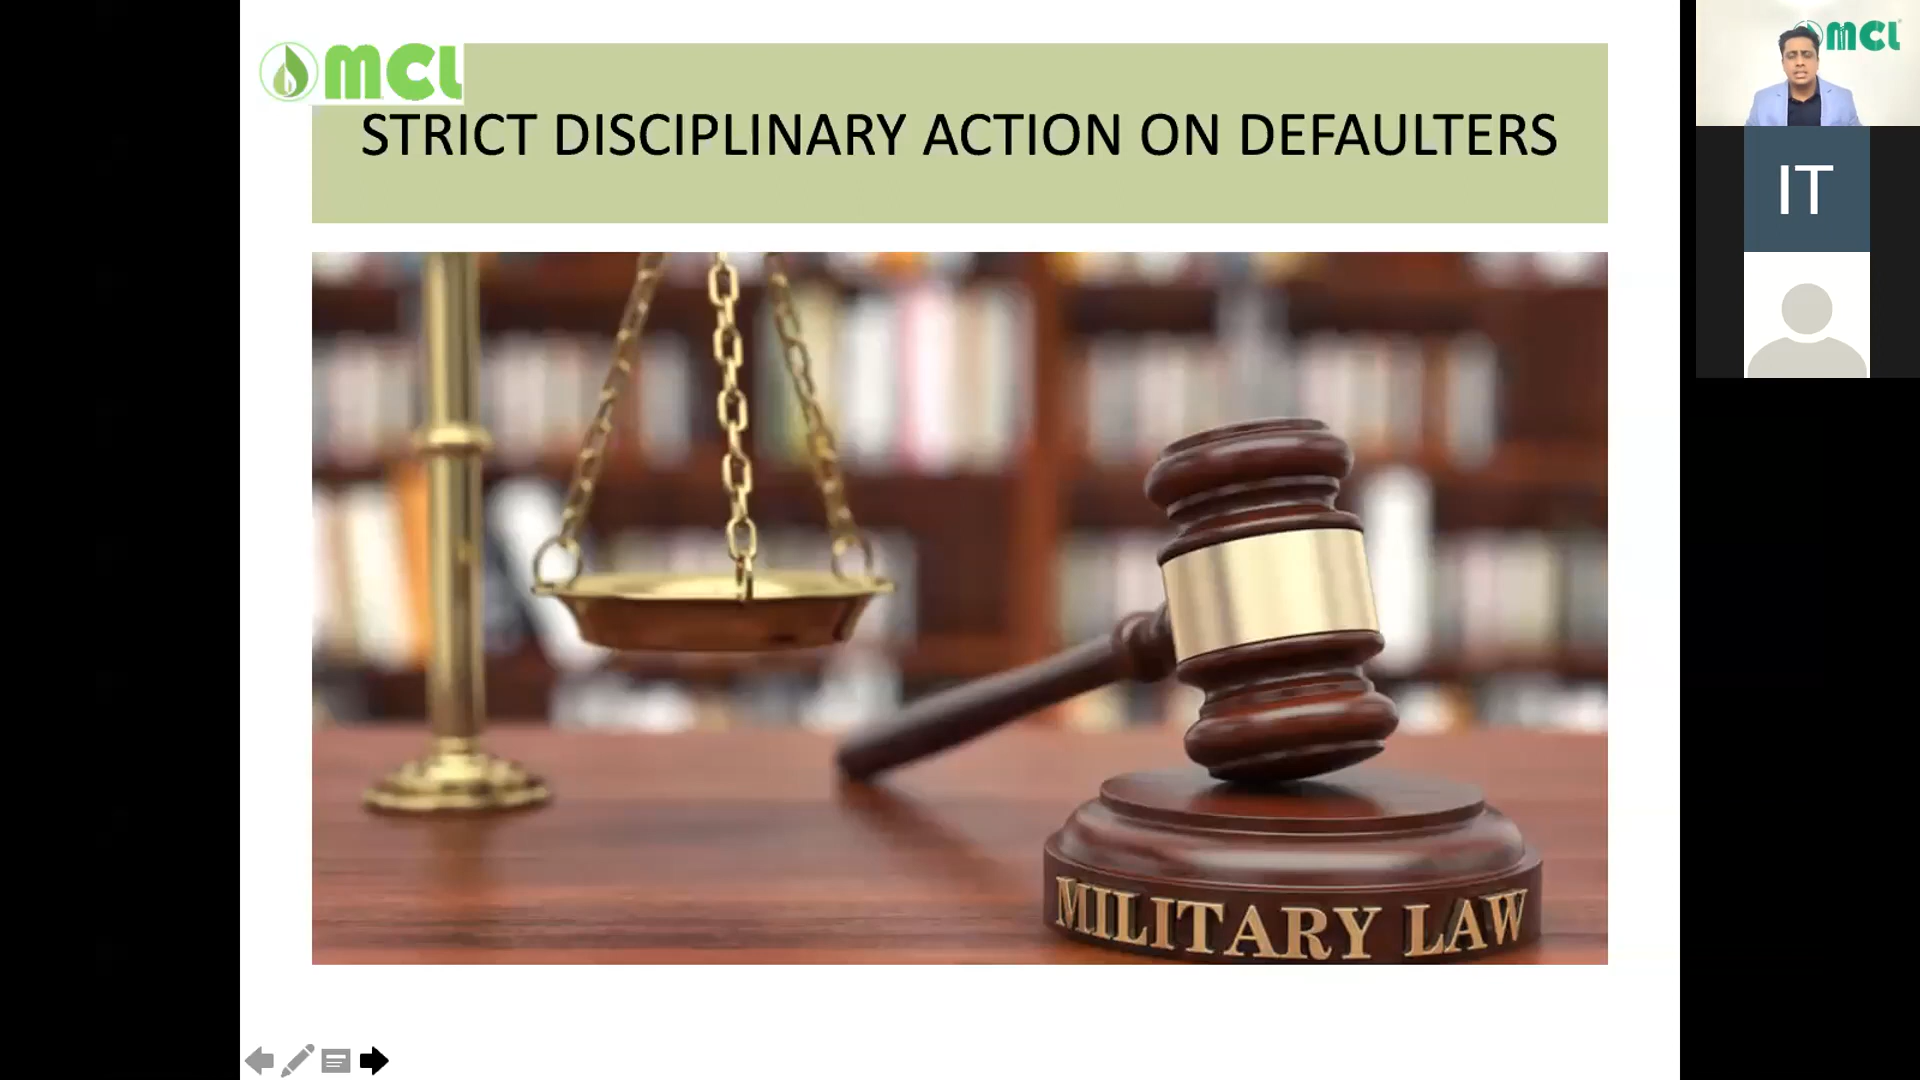 mCL
STRICT DISCIPLINARY ACTION ON DEFAULTERS
MILITARY LAW
mCL
IT